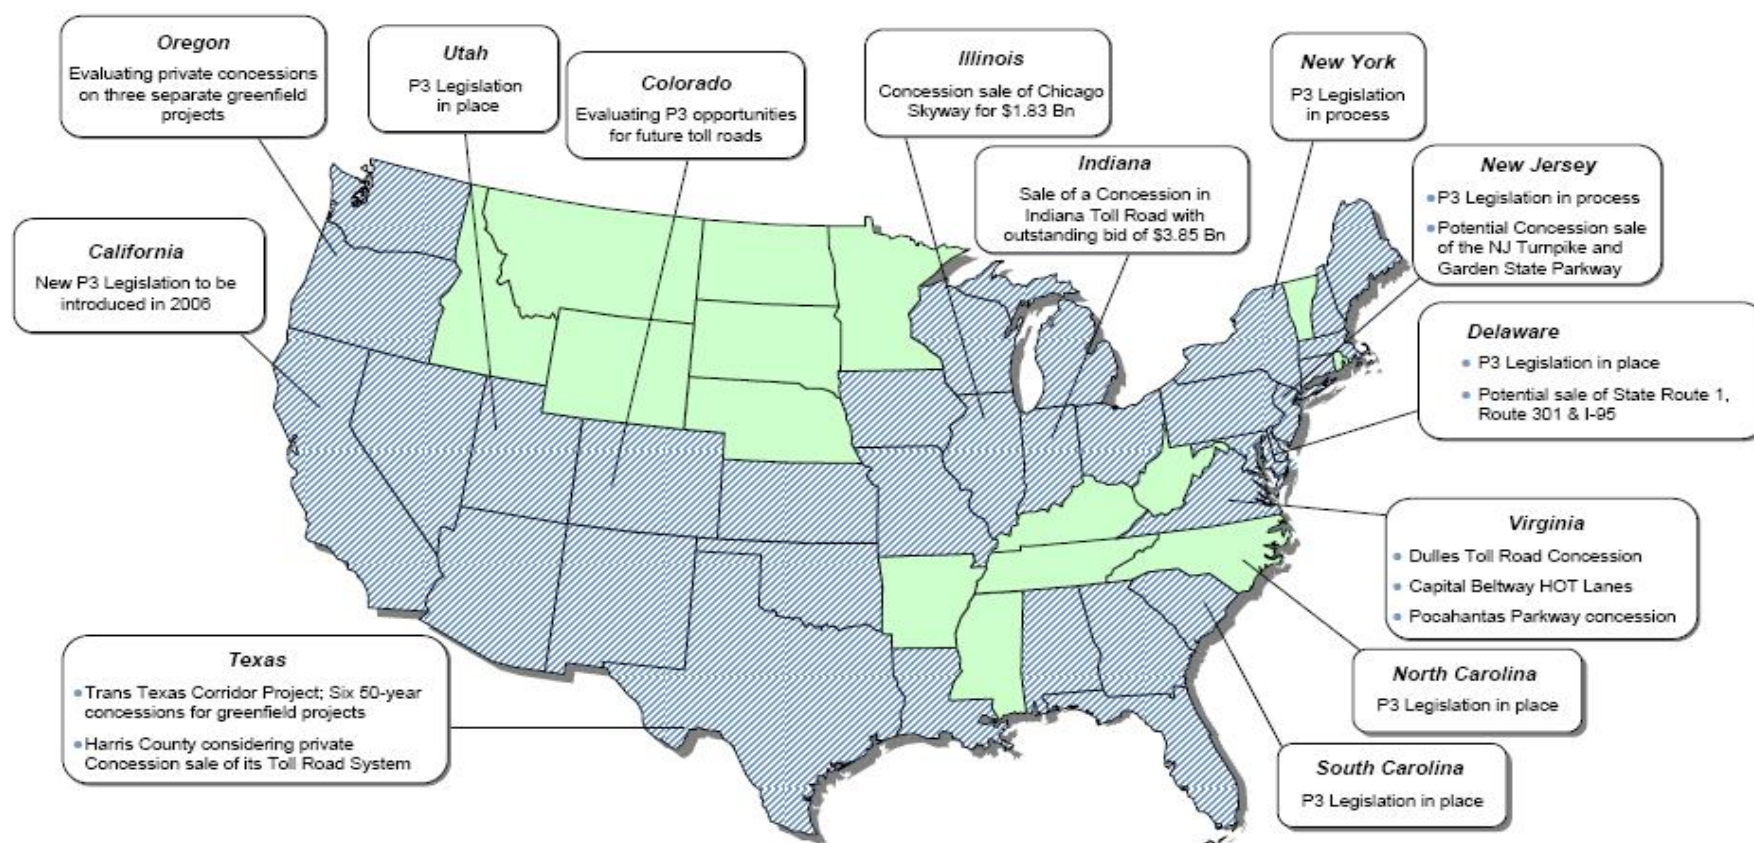 Oregon
Evaluating private concessions
on three separate greenfield
projects
Utah
P3 Legislation
in place
Colorado
Evaluating P3 opportunities
for future toll roads
Illinois
Concession sale of Chicago
Skyway for $1.83 Bn
Indiana
Sale of a Concession in
Indiana Toll Road with
outstanding bid of $3.85 Bn
New York
P3 Legislation
in process
New Jersey
• P3 Legislation in process
• Potential Concession sale
of the NJ Turnpike and
Garden State Parkway
California
New P3 Legislation to be
introduced in 2006
Delaware
• P3 Legislation in place
• Potential sale of State Route 1,
Route 301 & I-95
Virginia
• Dulles Toll Road Concession
• Capital Beltway HOT Lanes
• Pocahantas Parkway concession
Texas
• Trans Texas Corridor Project; Six 50-year
concessions for greenfield projects
• Harris County considering private
Concession sale of its Toll Road System
North Carolina
P3 Legislation in place
South Carolina
P3 Legislation in place